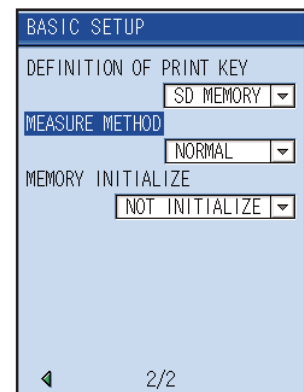 BASIC SETUP
DEFINITION OF PRINT KEY
SD MEMORY
MEASURE METHOD
NORMAL
MEMORY INITIALIZE
NOT INITIALIZE
2/2